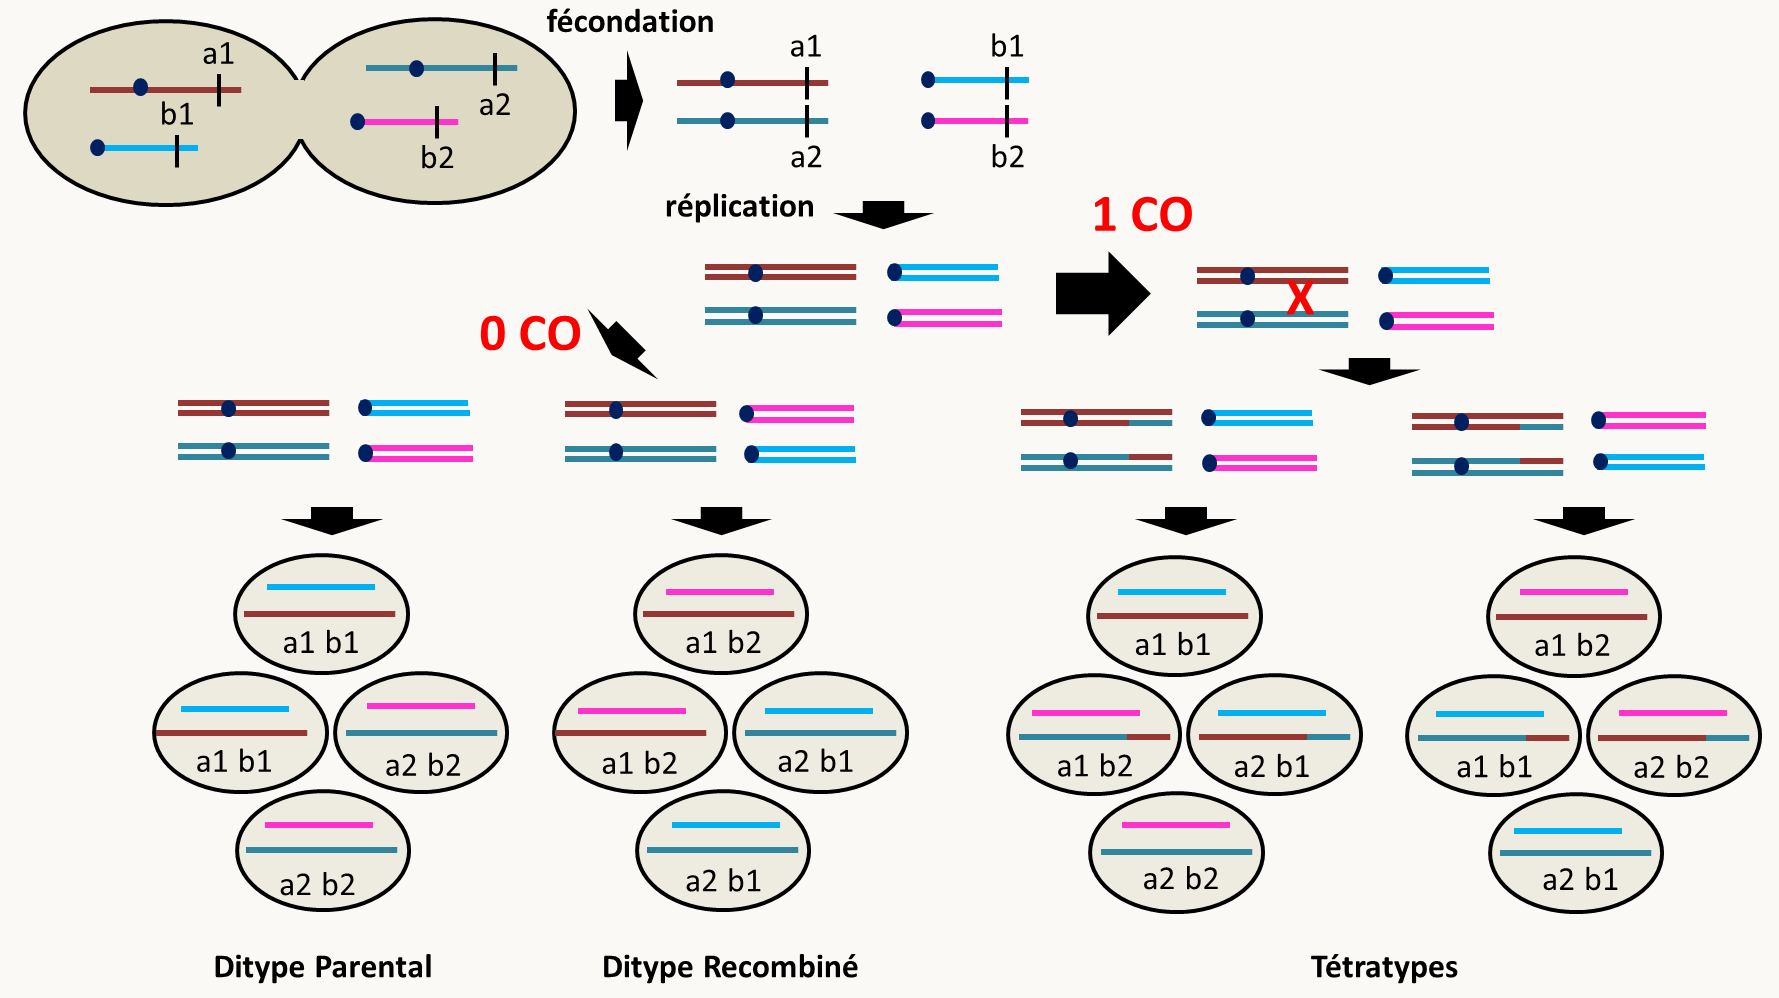 fécondation
a1
b1
a2
b2
a1
b1
a2
b2
réplication
1 CO
X
0 CO
a1 b1
a1 b1
a2 b2
a2 b2
a1 b2
a1 b2
a2 b1
a2 b1
a1 b1
a1 b2
a2 b1
a2 b2
a1 b2
a1 b1
a2 b2
a2 b1
Ditype Parental
Ditype Recombiné
Tétratypes